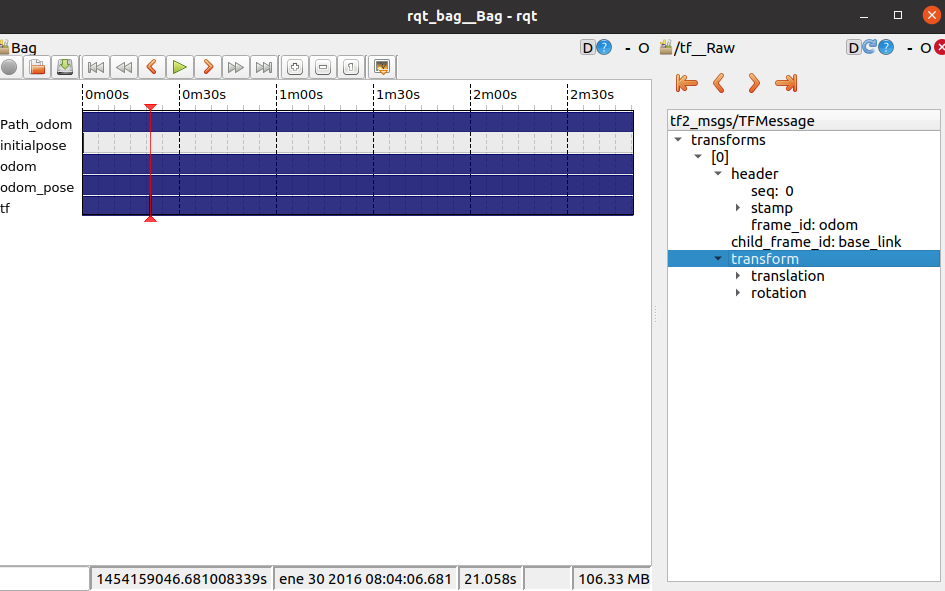 rqt_bag__Bag - rqt
Bag
D ? - O
/tf__Raw
D ? - O
0m00s 0m30s 1m00s 1m30s 2m00s 2m30s
Path_odom
initialpose
odom
odom_pose
tf
tf2_msgs/TFMessage
transforms
[0]
header
seq: 0
stamp
frame_id: odom
child_frame_id: base_link
transform
translation
rotation
1454159046.681008339s ene 30 2016 08:04:06.681 21.058s 106.33 MB